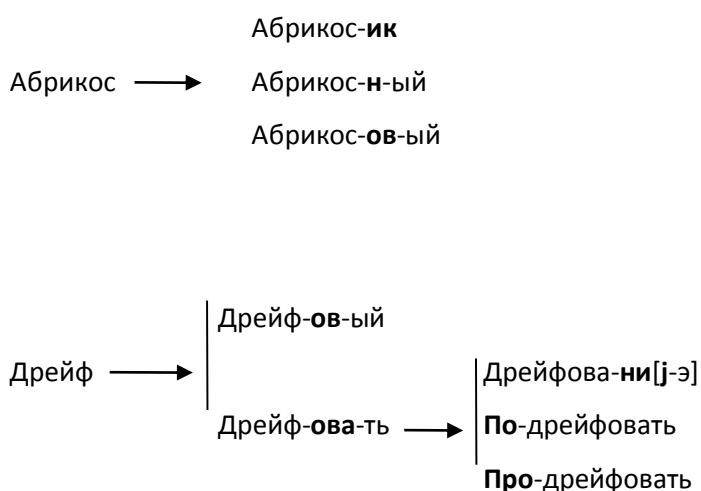 Абрикос-ик
Абрикос
Абрикос-н-ый
Абрикос-ов-ый
Дрейф-ов-ый
Дрейф
Дрейфова-ни[j-э]
Дрейф-ова-ть
По-дрейфовать
Про-дрейфовать